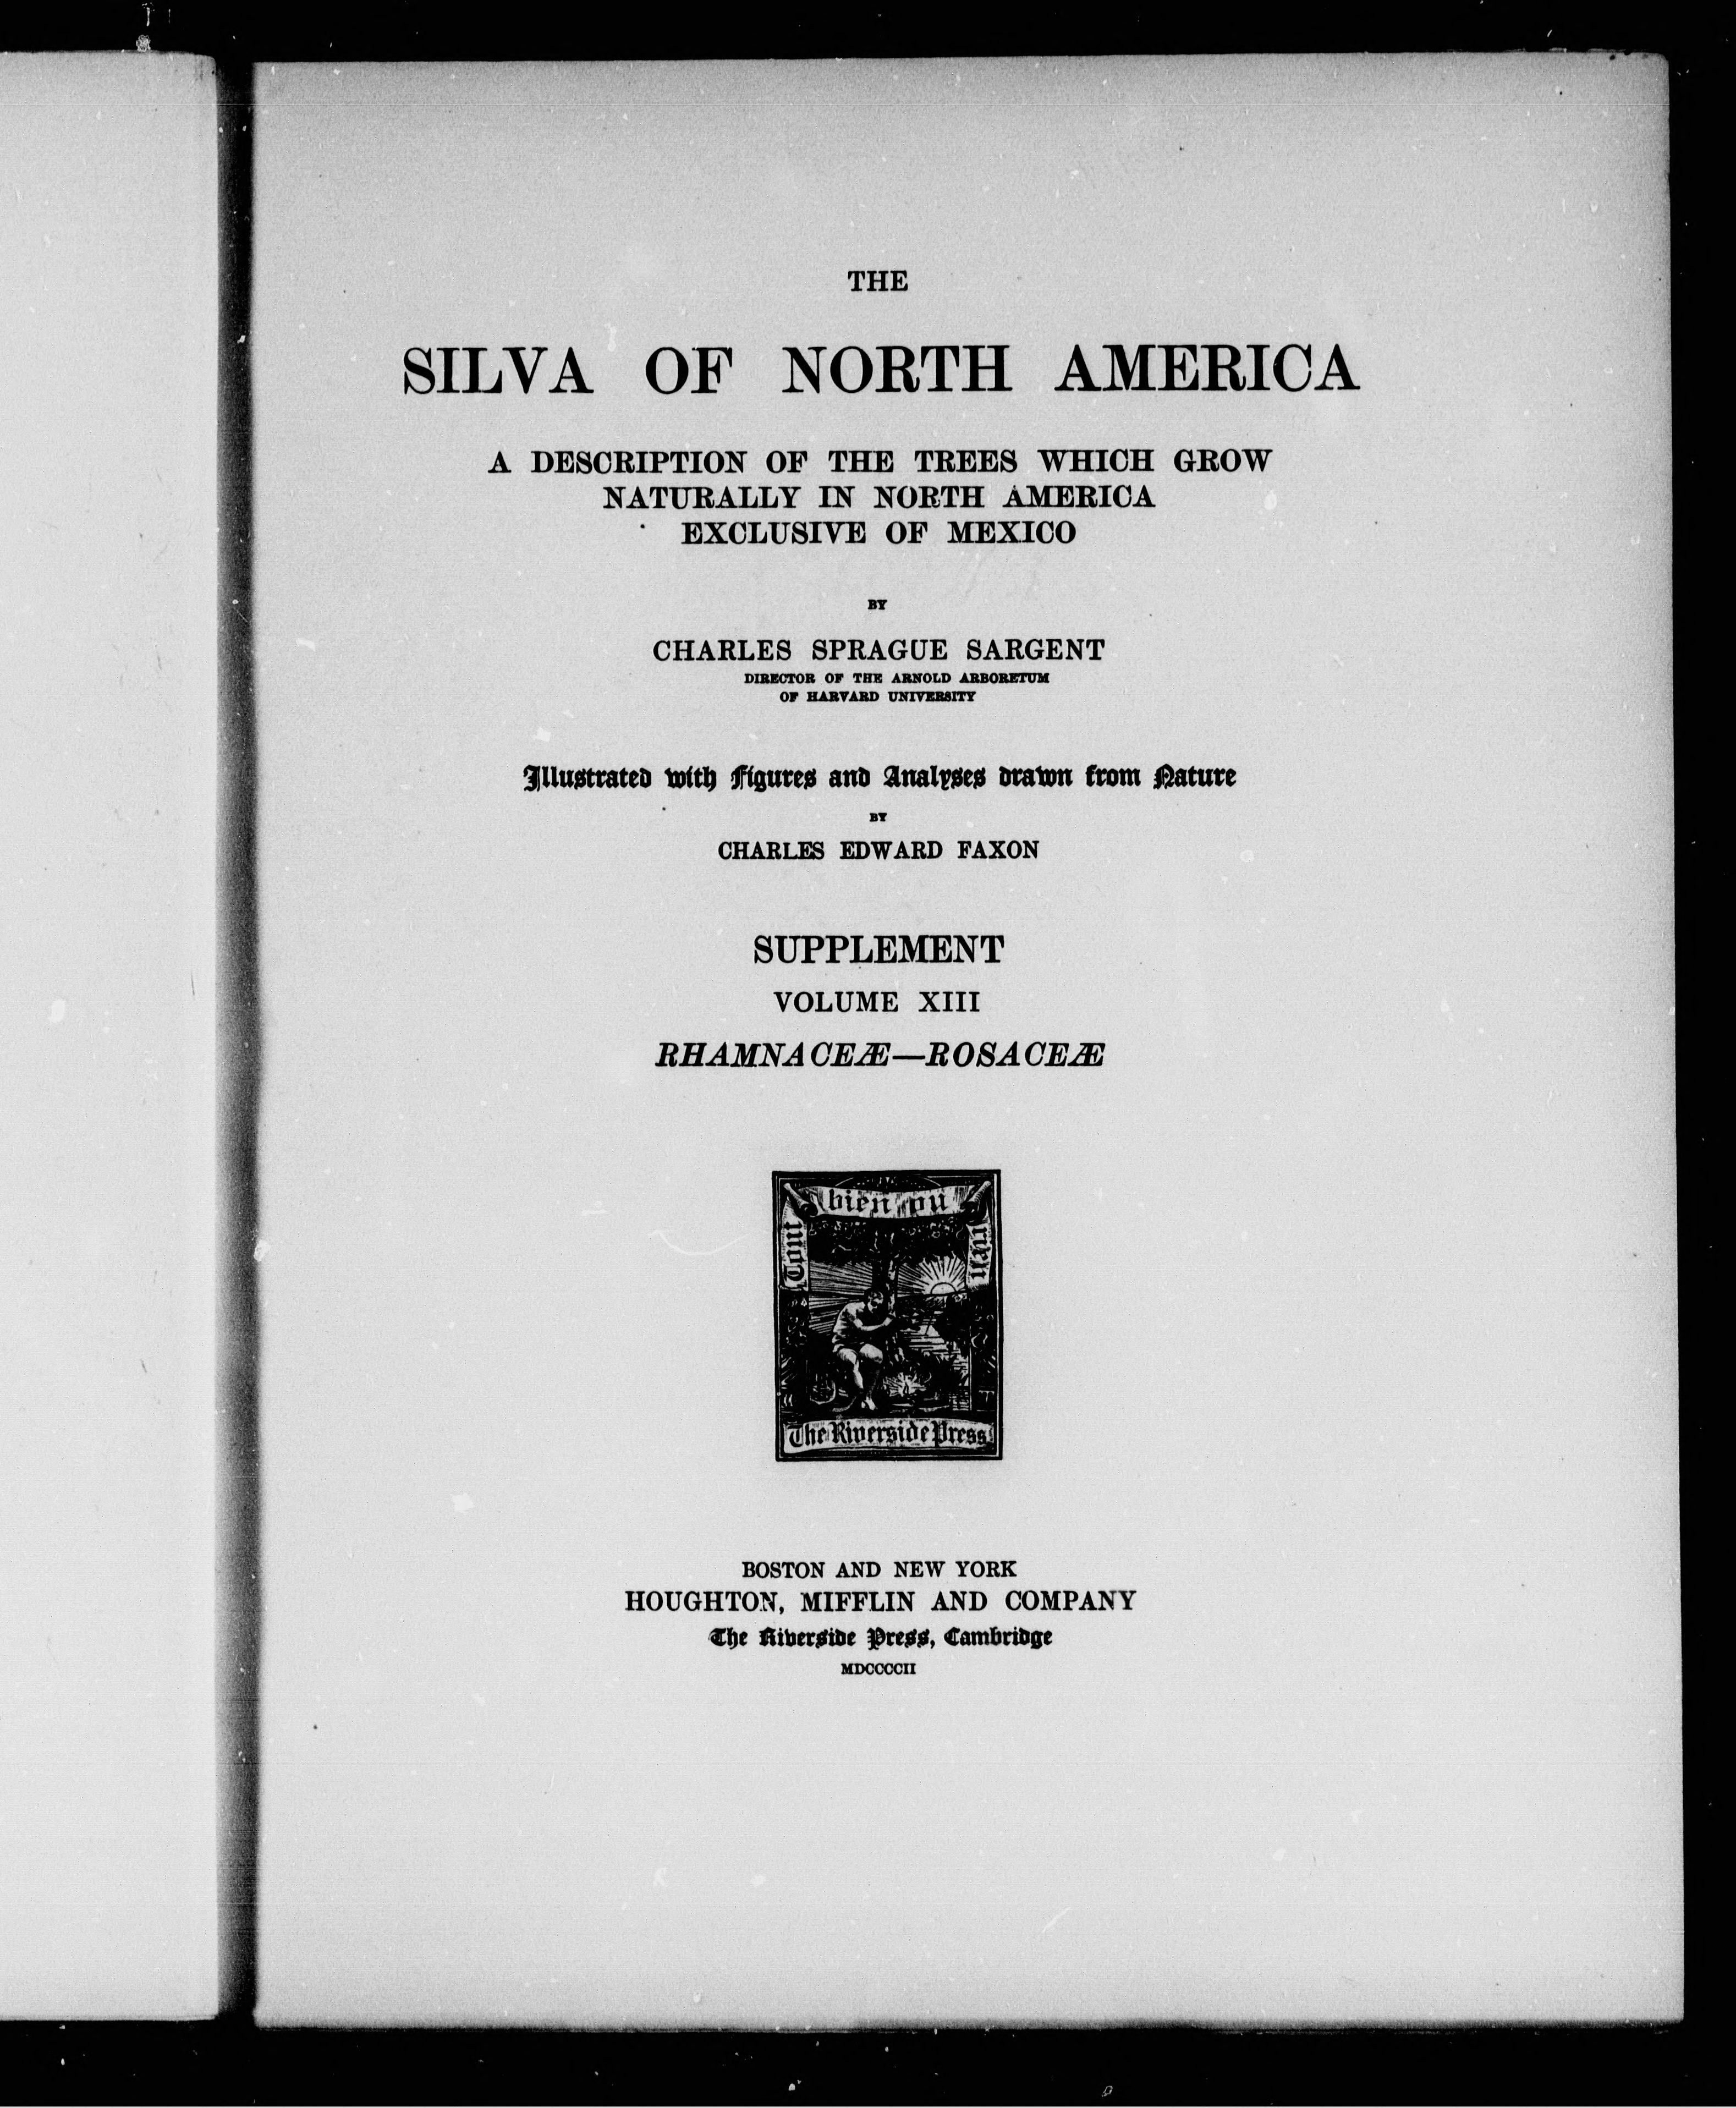 THE
SILVA OF NORTH AMERICA
A DESCRIPTION OF THE TREES WHICH GROW
NATURALLY IN NORTH AMERICA
EXCLUSIVE OF MEXICO
BY
CHARLES SPRAGUE SARGENT
DIRECTOR OF THE ARNOLD ARBORETUM
OF HARVARD UNIVERSITY
Illustrated with Figures and Analyses drawn from Nature
BY
CHARLES EDWARD FAXON
SUPPLEMENT
VOLUME XIII
RHAMNACEÆ—ROSACEÆ
Tout
bien ou
rien
The Riverside Press
BOSTON AND NEW YORK
HOUGHTON, MIFFLIN AND COMPANY
The Riverside Press, Cambridge
MDCCCCII